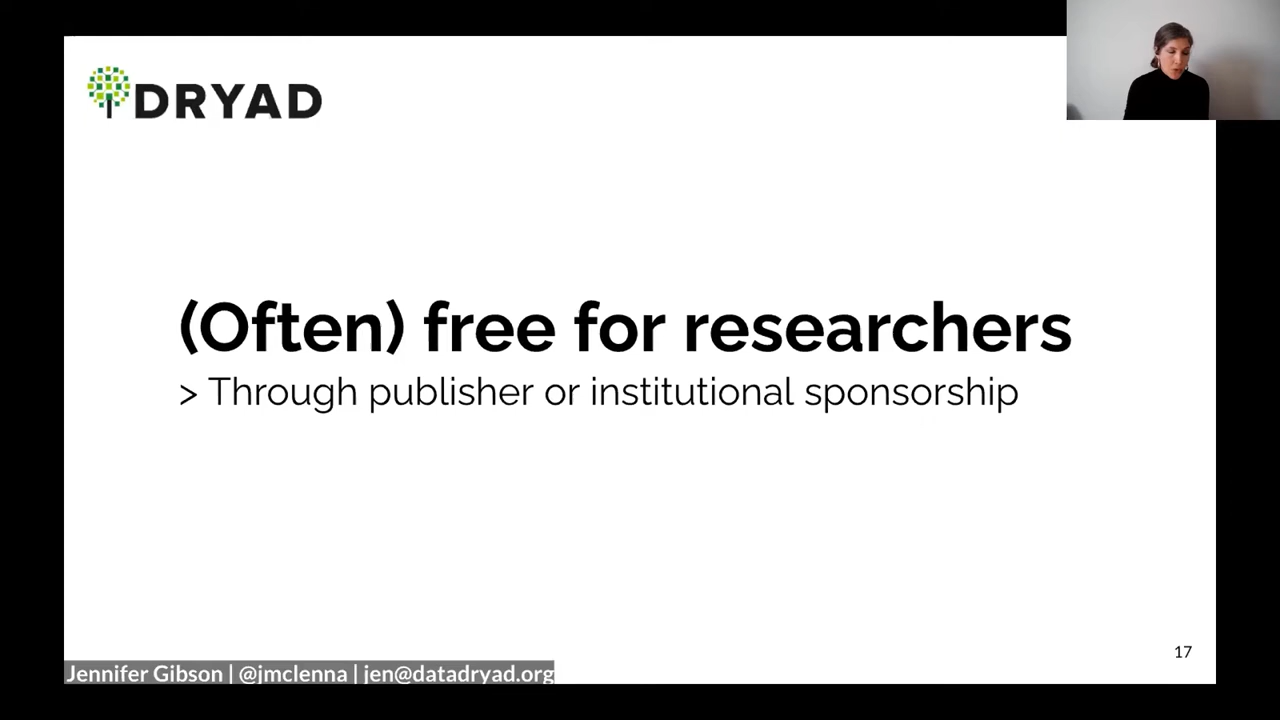 DRYAD
(Often) free for researchers
> Through publisher or institutional sponsorship
17
Jennifer Gibson | @jmclenna | jen@datadryad.org